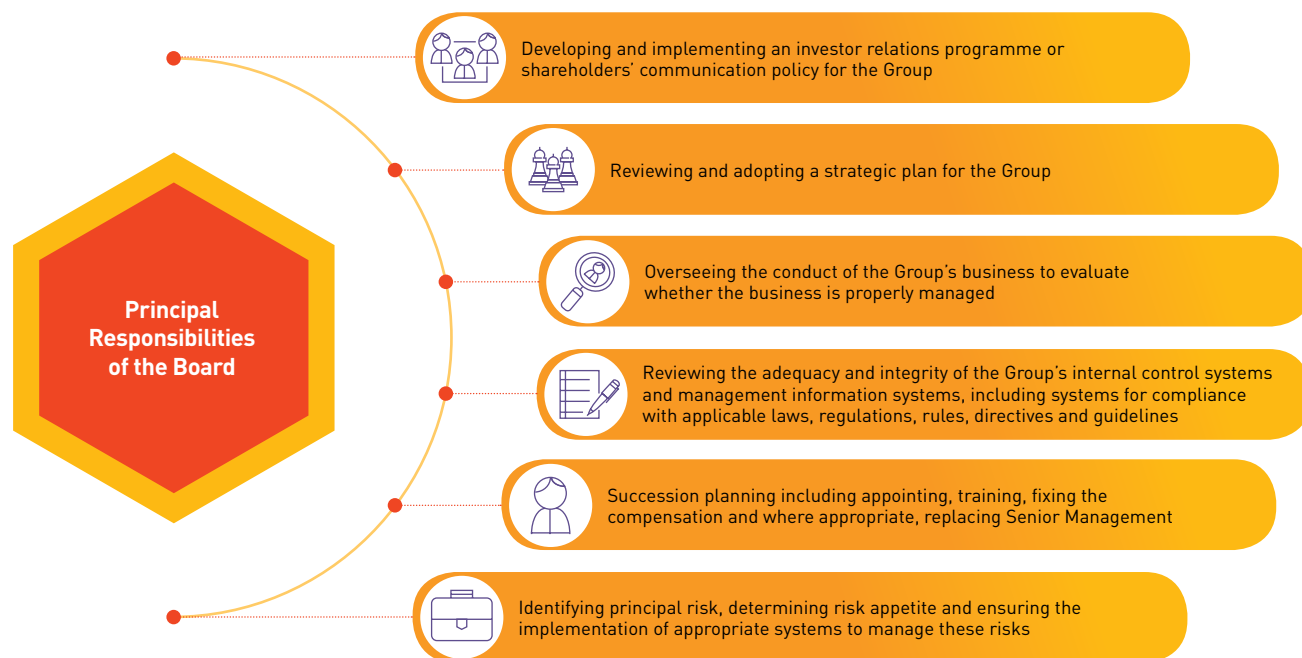 Developing and implementing an investor relations programme or
shareholders’ communication policy for the Group
Reviewing and adopting a strategic plan for the Group
Overseeing the conduct of the Group’s business to evaluate
whether the business is properly managed
Principal
Responsibilities
of the Board
Reviewing the adequacy and integrity of the Group’s internal control systems
and management information systems, including systems for compliance
with applicable laws, regulations, rules, directives and guidelines
Succession planning including appointing, training, fixing the
compensation and where appropriate, replacing Senior Management
Identifying principal risk, determining risk appetite and ensuring the
implementation of appropriate systems to manage these risks